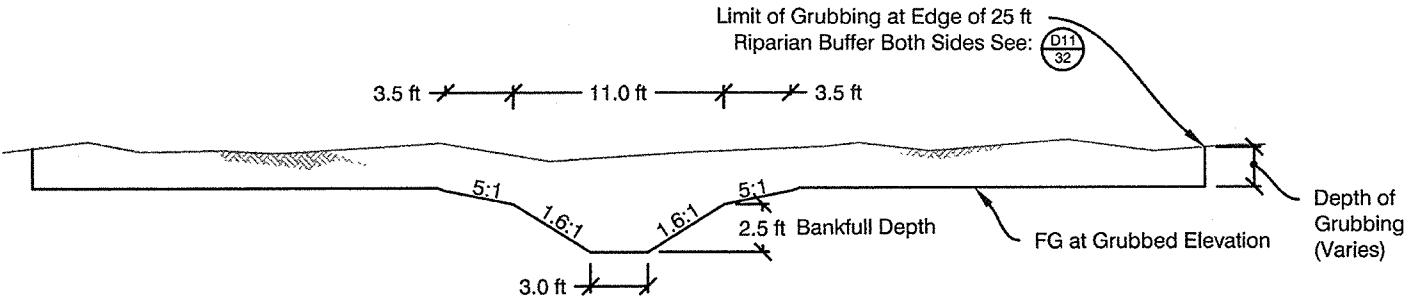 Limit of Grubbing at Edge of 25 ft
Riparian Buffer Both Sides See:
D11
32
3.5 ft
11.0 ft
3.5 ft
5:1
5:1
1.6:1
1.6:1
2.5 ft Bankfull Depth
FG at Grubbed Elevation
Depth of
Grubbing
(Varies)
3.0 ft